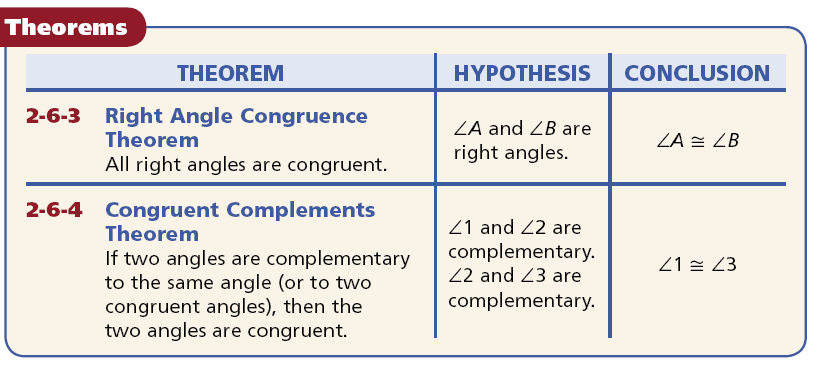 Theorems
THEOREM HYPOTHESIS CONCLUSION
2-6-3 Right Angle Congruence
Theorem
All right angles are congruent.
∠A and ∠B are
right angles.
∠A ≅ ∠B
2-6-4 Congruent Complements
Theorem
If two angles are complementary
to the same angle (or to two
congruent angles), then the
two angles are congruent.
∠1 and ∠2 are
complementary.
∠2 and ∠3 are
complementary.
∠1 ≅ ∠3